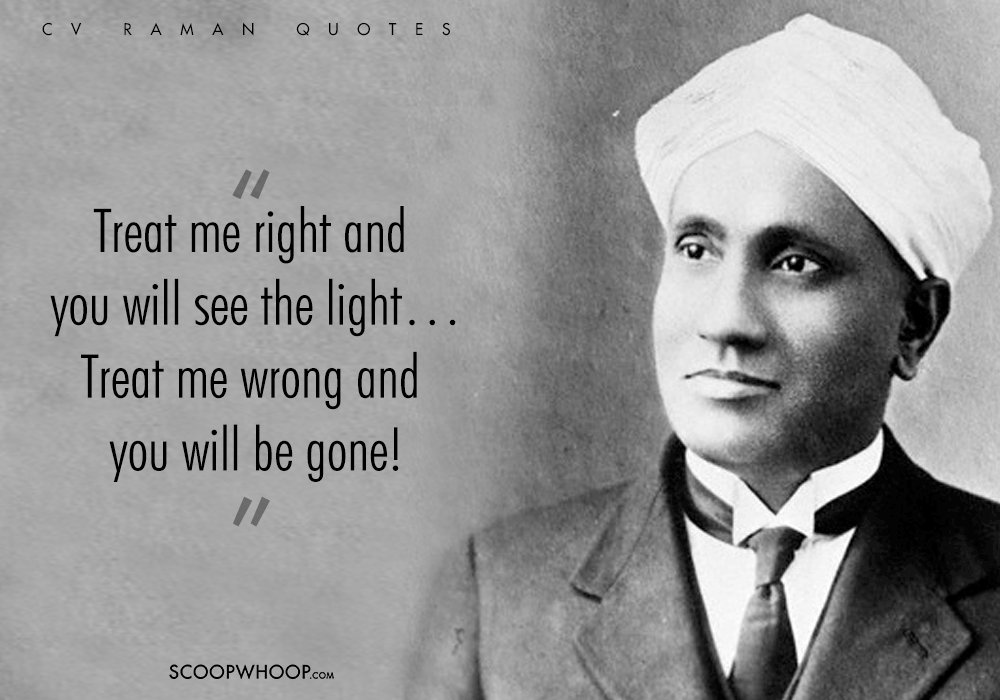 CV RAMAN QUOTES
"
Treat me right and
you will see the light...
Treat me wrong and
you will be gone!
"
SCOOPWHOOP.COM